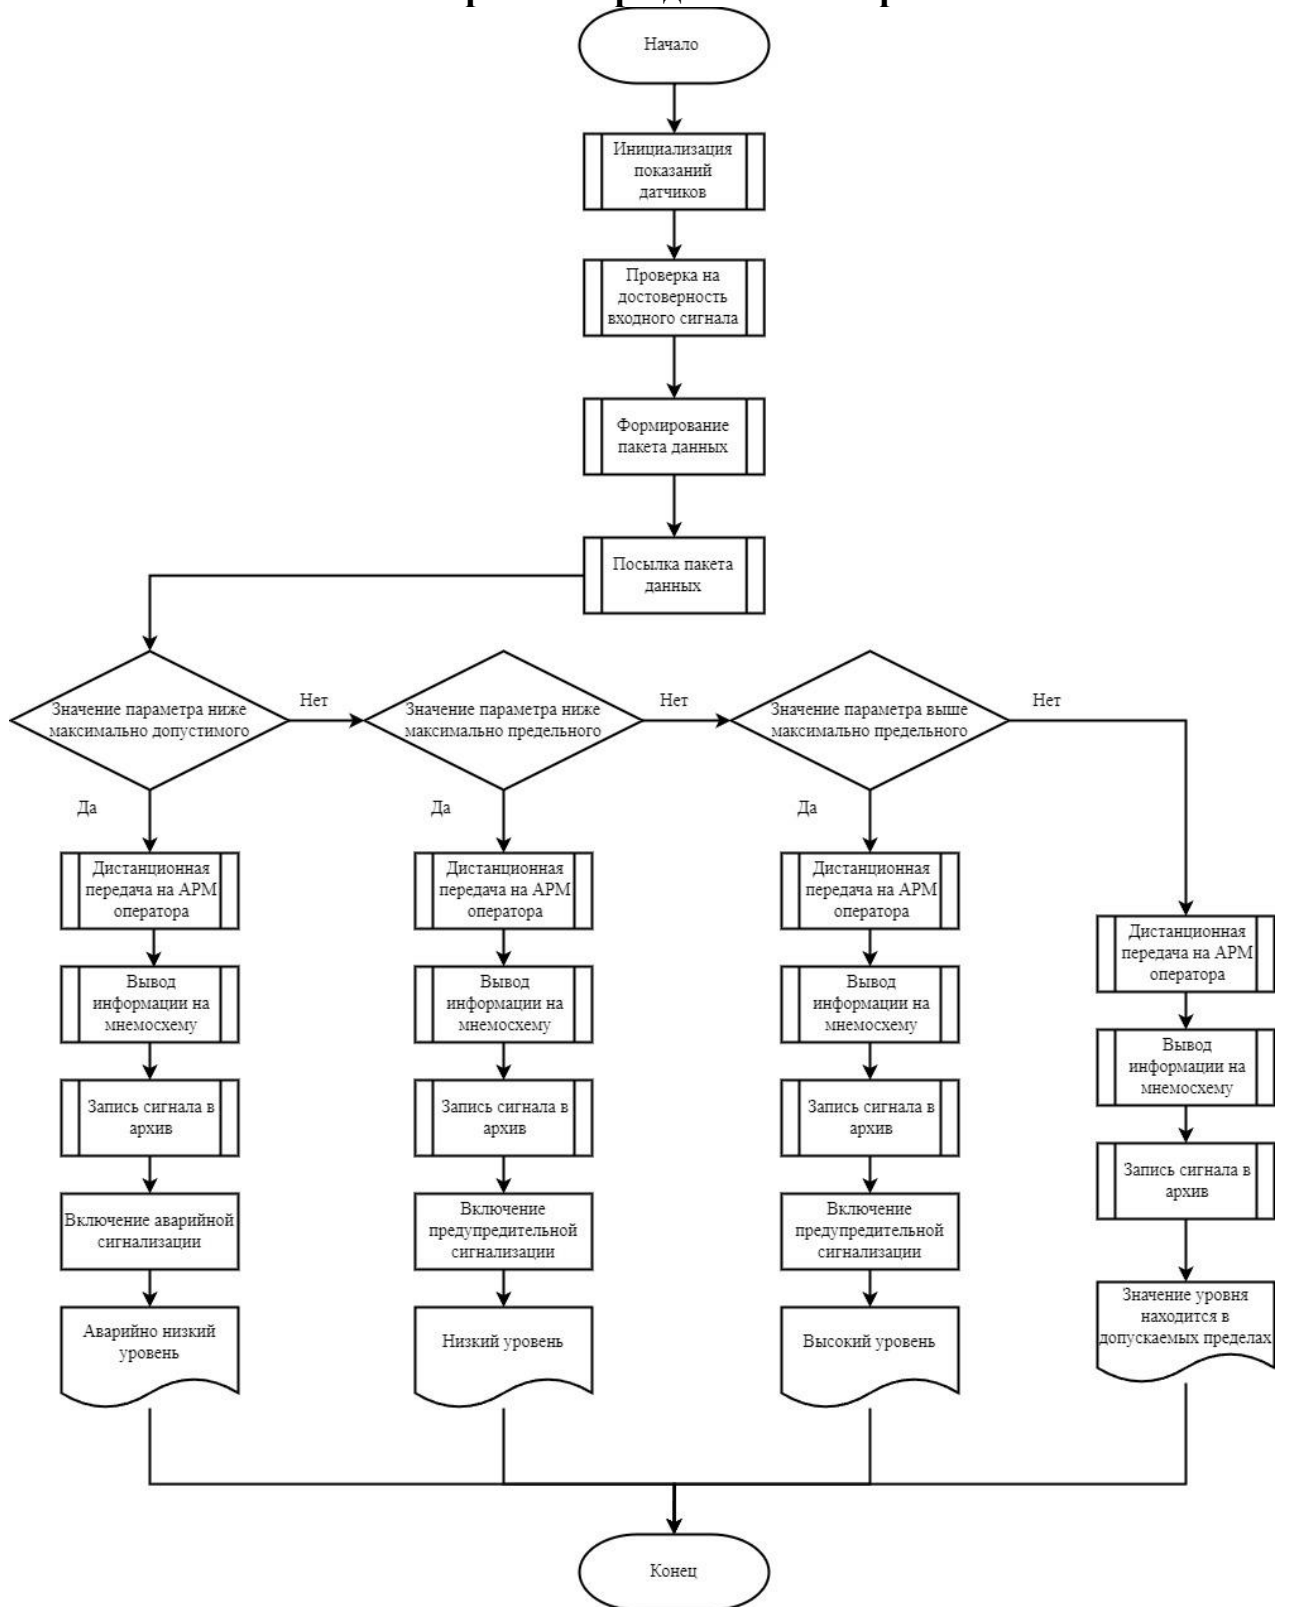 Начало
Инициализация
показаний
датчиков
Проверка на
достоверность
входного сигнала
Формирование
пакета данных
Посылка пакета
данных
Значение параметра ниже
максимально допустимого
Нет
Значение параметра ниже
максимально предельного
Нет
Значение параметра выше
максимально предельного
Нет
Да
Да
Да
Дистанционная
передача на АРМ
оператора
Вывод
информации на
мнемосхему
Запись сигнала в
архив
Включение аварийной
сигнализации
Аварийно низкий
уровень
Дистанционная
передача на АРМ
оператора
Вывод
информации на
мнемосхему
Запись сигнала в
архив
Включение
предупредительной
сигнализации
Низкий уровень
Дистанционная
передача на АРМ
оператора
Вывод
информации на
мнемосхему
Запись сигнала в
архив
Включение
предупредительной
сигнализации
Высокий уровень
Дистанционная
передача на АРМ
оператора
Вывод
информации на
мнемосхему
Запись сигнала в
архив
Значение уровня
находится в
допускаемых пределах
Конец